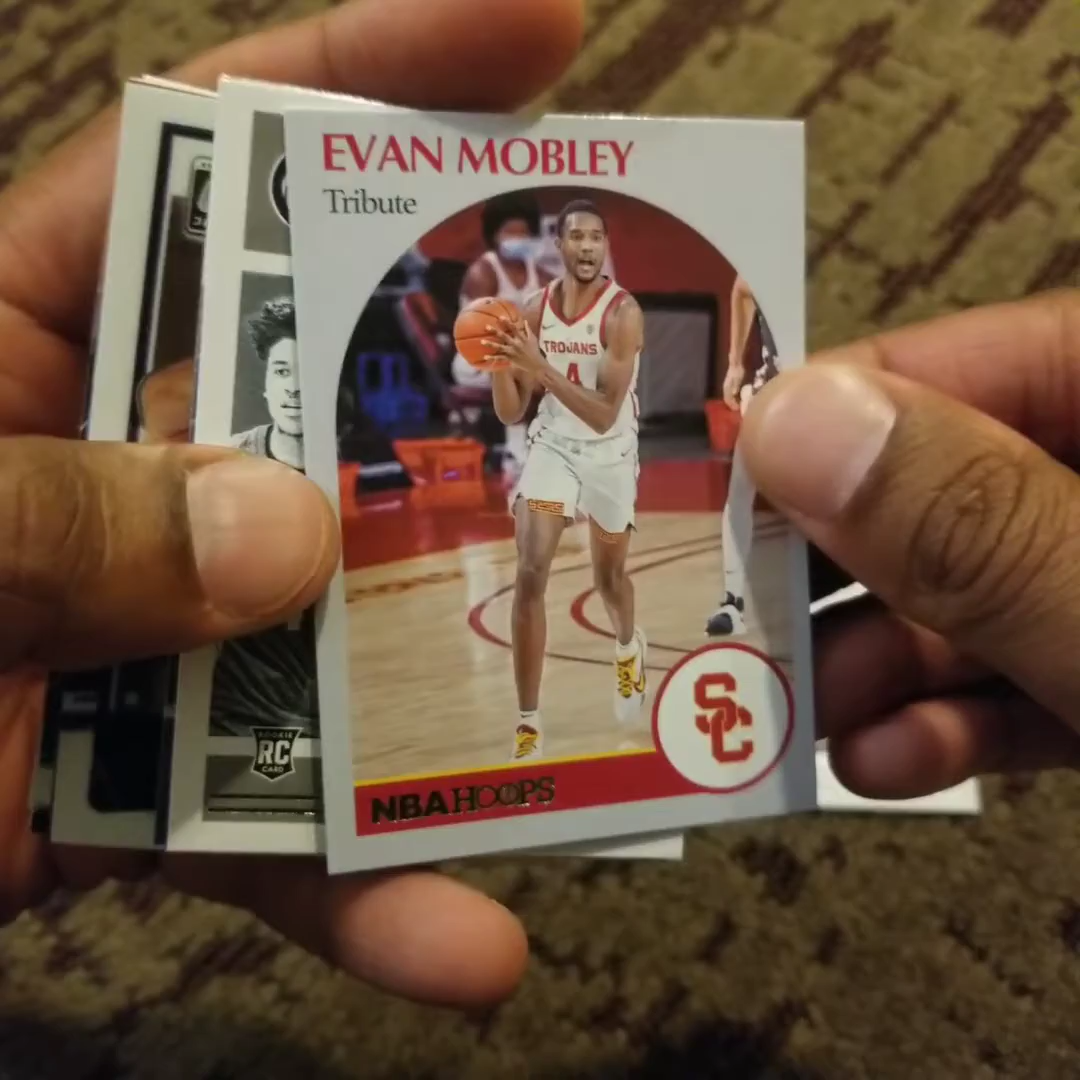 EVAN MOBLEY
Tribute
TROJANS
4
SC
NBA HOOPS
ROOKIE
RC
CARD